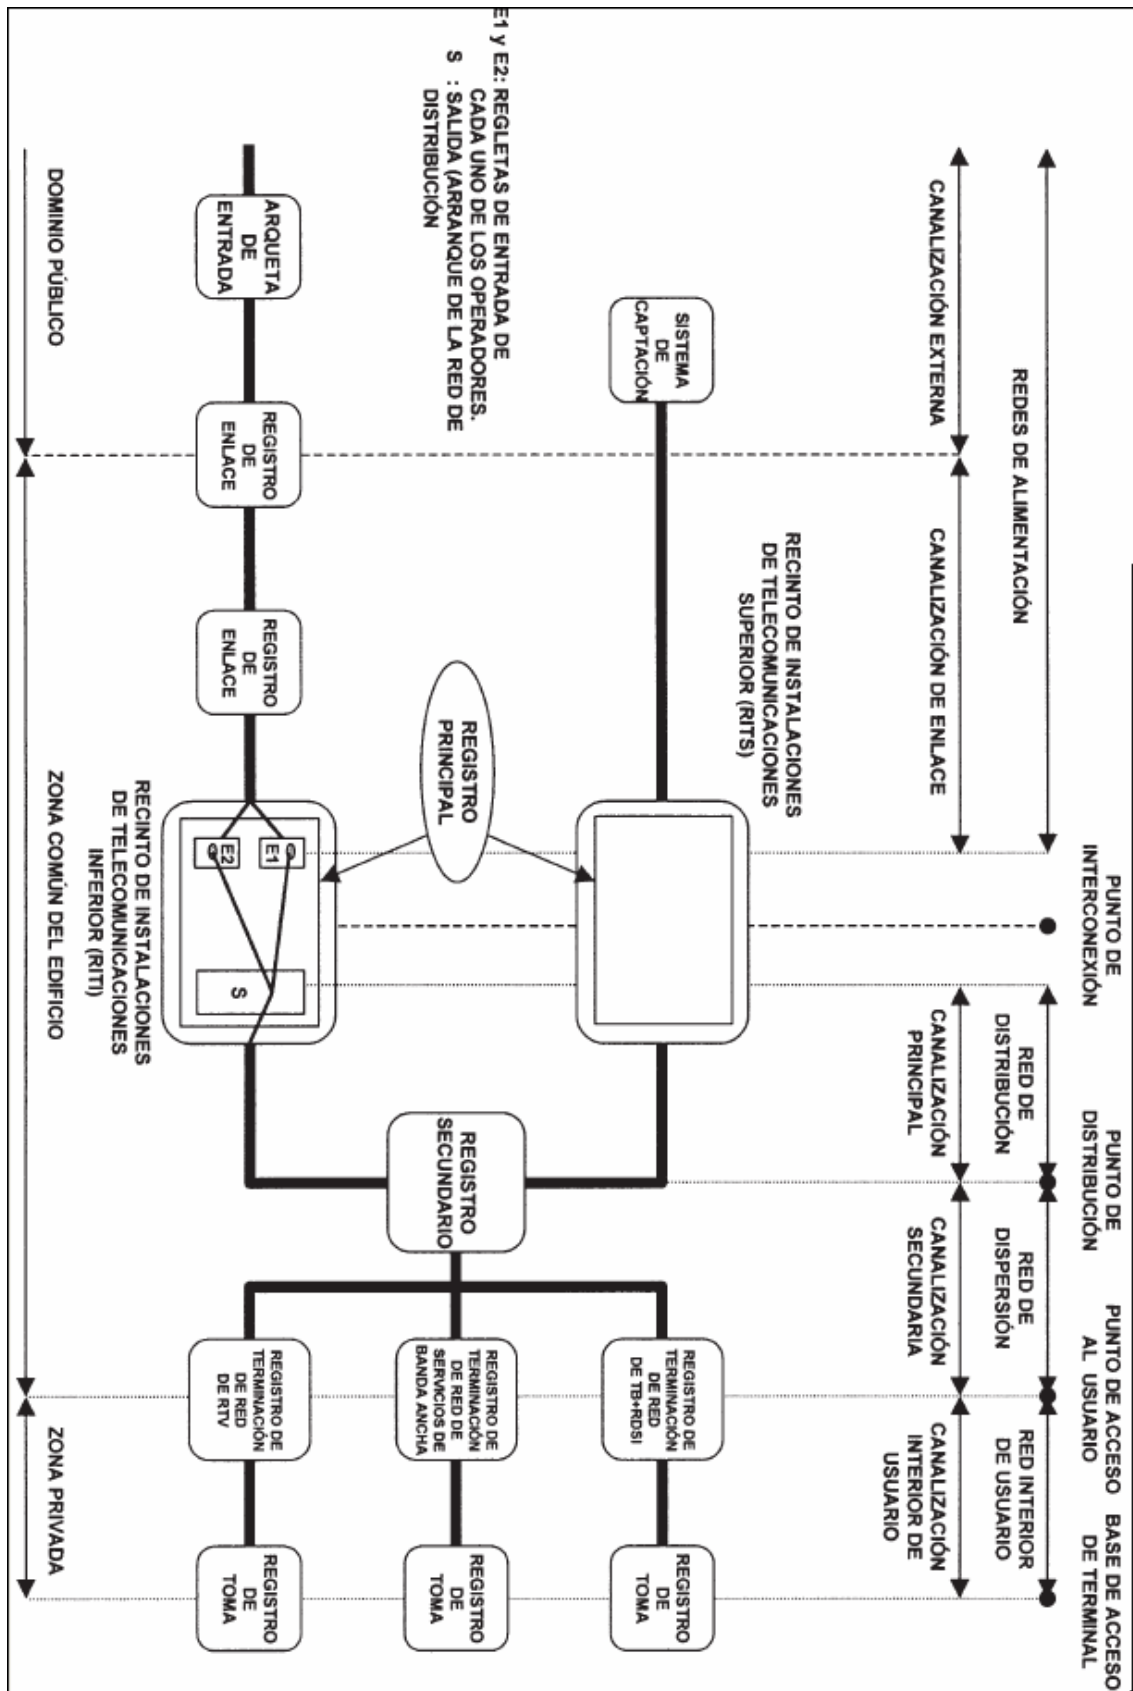 PUNTO DE
INTERCONEXIÓN
PUNTO DE
DISTRIBUCIÓN
PUNTO DE ACCESO
AL USUARIO
BASE DE ACCESO
DE TERMINAL
REDES DE ALIMENTACIÓN
RED DE
DISTRIBUCIÓN
RED DE
DISPERSIÓN
RED INTERIOR
DE USUARIO
CANALIZACIÓN EXTERNA
CANALIZACIÓN DE ENLACE
CANALIZACIÓN
PRINCIPAL
CANALIZACIÓN
SECUNDARIA
CANALIZACIÓN
INTERIOR DE
USUARIO
RECINTO DE INSTALACIONES
DE TELECOMUNICACIONES
SUPERIOR (RITS)
SISTEMA
DE
CAPTACIÓN
REGISTRO DE
TERMINACIÓN
DE RED
DE TB+RDSI
REGISTRO
DE
TOMA
E1 y E2: REGLETAS DE ENTRADA DE
CADA UNO DE LOS OPERADORES.
S : SALIDA (ARRANQUE DE LA RED DE
DISTRIBUCIÓN
REGISTRO
PRINCIPAL
REGISTRO
SECUNDARIO
REGISTRO DE
TERMINACIÓN
DE RED DE
SERVICIOS DE
BANDA ANCHA
REGISTRO
DE
TOMA
ARQUETA
DE
ENTRADA
REGISTRO
DE
ENLACE
REGISTRO
DE
ENLACE
E1
E2
S
REGISTRO DE
TERMINACIÓN
DE RED
DE RTV
REGISTRO
DE
TOMA
RECINTO DE INSTALACIONES
DE TELECOMUNICACIONES
INFERIOR (RITI)
DOMINIO PÚBLICO
ZONA COMÚN DEL EDIFICIO
ZONA PRIVADA